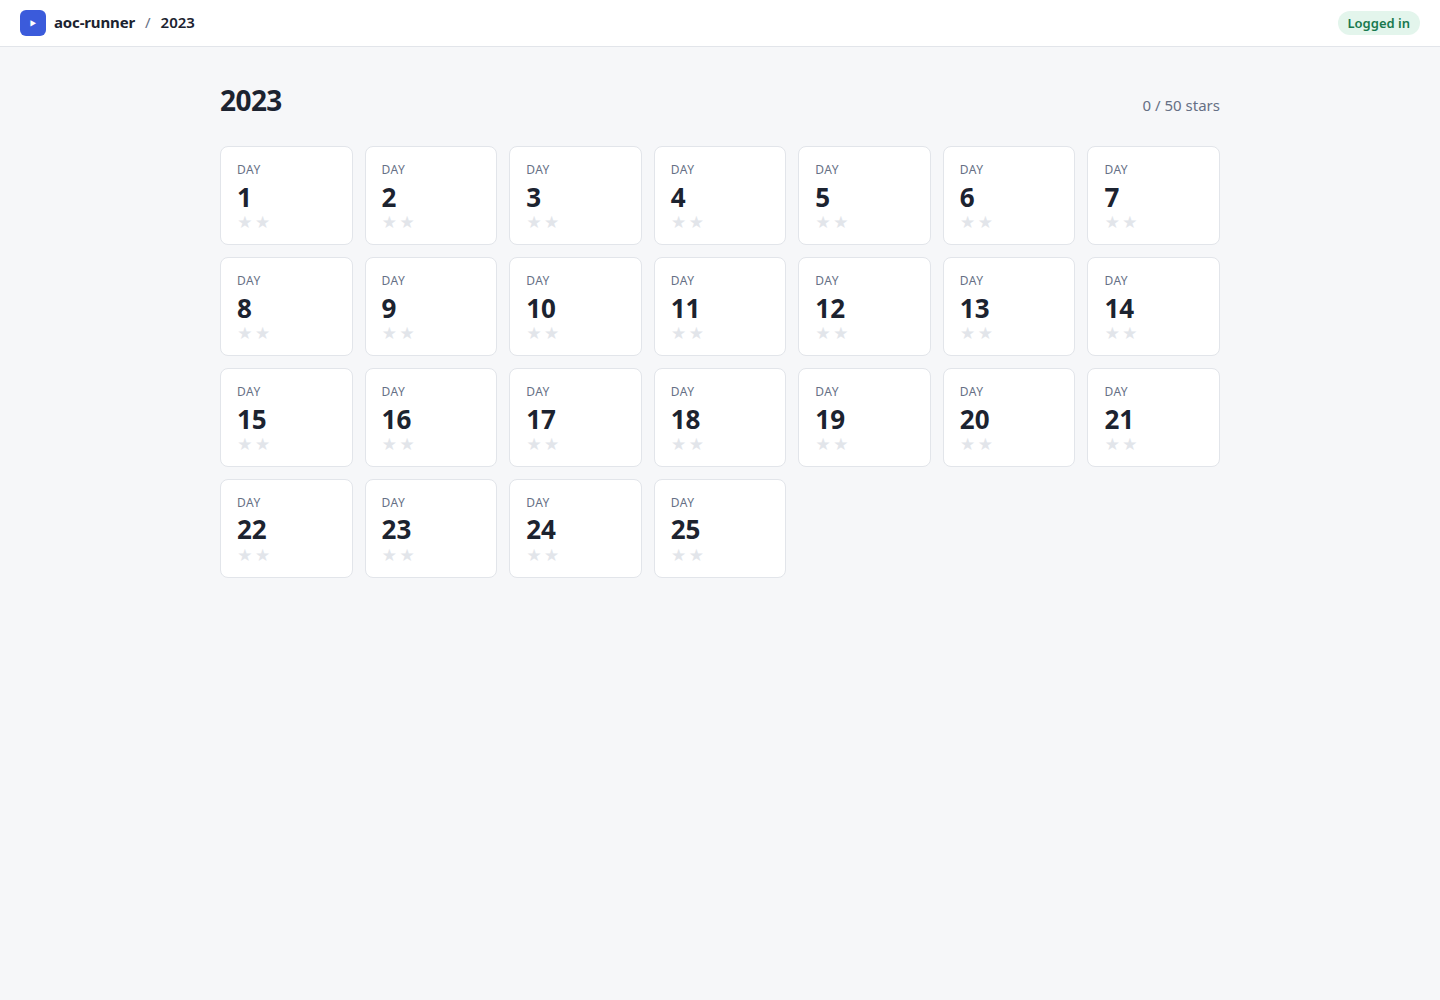 aoc-runner / 2023
Logged in
2023
0 / 50 stars
DAY DAY DAY DAY DAY DAY DAY
1 2 3 4 5 6 7
★★ ★★ ★★ ★★ ★★ ★★ ★★
DAY DAY DAY DAY DAY DAY DAY
8 9 10 11 12 13 14
★★ ★★ ★★ ★★ ★★ ★★ ★★
DAY DAY DAY DAY DAY DAY DAY
15 16 17 18 19 20 21
★★ ★★ ★★ ★★ ★★ ★★ ★★
DAY DAY DAY DAY
22 23 24 25
★★ ★★ ★★ ★★